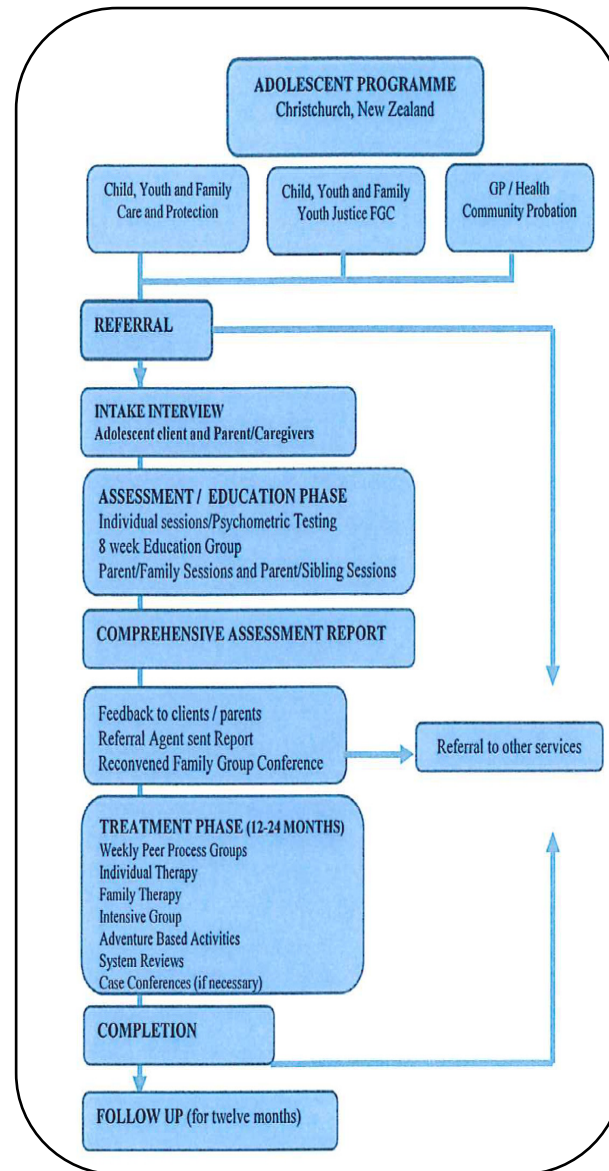 ADOLESCENT PROGRAMME
Christchurch, New Zealand
Child, Youth and Family
Care and Protection
Child, Youth and Family
Youth Justice FGC
GP / Health
Community Probation
REFERRAL
INTAKE INTERVIEW
Adolescent client and Parent/Caregivers
ASSESSMENT / EDUCATION PHASE
Individual sessions/Psychometric Testing
8 week Education Group
Parent/Family Sessions and Parent/Sibling Sessions
COMPREHENSIVE ASSESSMENT REPORT
Feedback to clients / parents
Referral Agent sent Report
Reconvened Family Group Conference
Referral to other services
TREATMENT PHASE (12-24 MONTHS)
Weekly Peer Process Groups
Individual Therapy
Family Therapy
Intensive Group
Adventure Based Activities
System Reviews
Case Conferences (if necessary)
COMPLETION
FOLLOW UP (for twelve months)